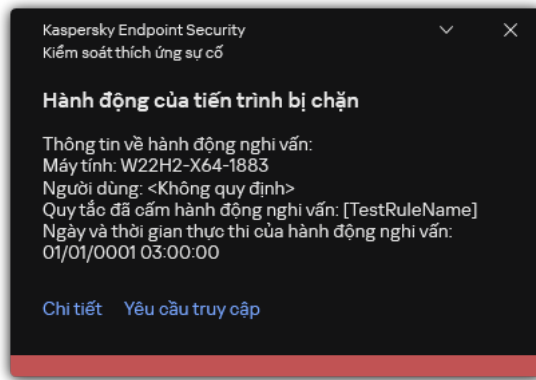 Kaspersky Endpoint Security
Kiểm soát thích ứng sự cố
Hành động của tiến trình bị chặn
Thông tin về hành động nghi vấn:
Máy tính: W22H2-X64-1883
Người dùng: <Không quy định>
Quy tắc đã cấm hành động nghi vấn: [TestRuleName]
Ngày và thời gian thực thi của hành động nghi vấn:
01/01/0001 03:00:00
Chi tiết Yêu cầu truy cập